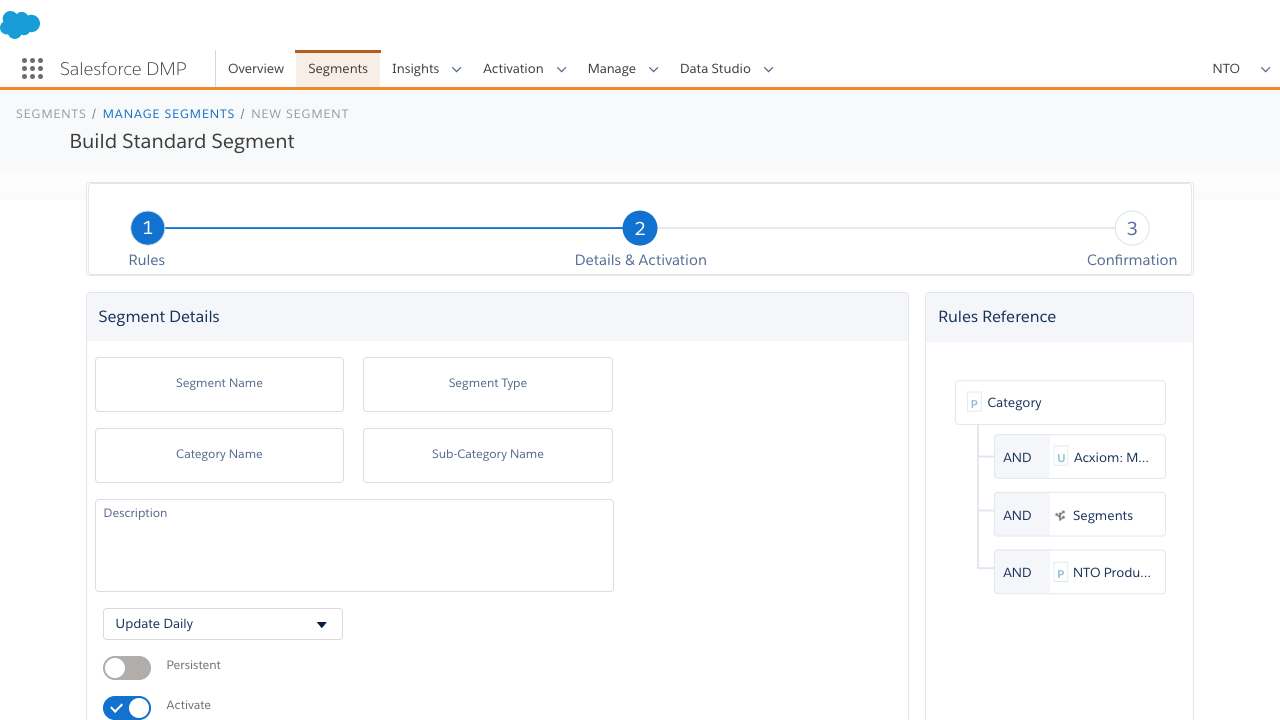 Salesforce DMP
Overview
Segments
Insights
Activation
Manage
Data Studio
NTO
SEGMENTS / MANAGE SEGMENTS / NEW SEGMENT
Build Standard Segment
1
2
3
Rules
Details & Activation
Confirmation
Segment Details
Segment Name
Segment Type
Category Name
Sub-Category Name
Description
Update Daily
Persistent
Activate
Rules Reference
P Category
AND U Acxiom: M...
AND Segments
AND P NTO Produ...